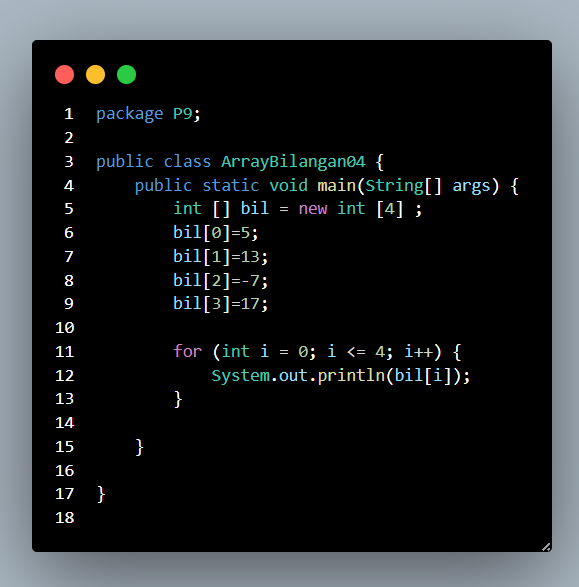 1 package P9;
2
3 public class ArrayBilangan04 {
4     public static void main(String[] args) {
5         int [] bil = new int [4] ;
6         bil[0]=5;
7         bil[1]=13;
8         bil[2]=-7;
9         bil[3]=17;
10
11         for (int i = 0; i <= 4; i++) {
12             System.out.println(bil[i]);
13         }
14
15     }
16
17 }
18